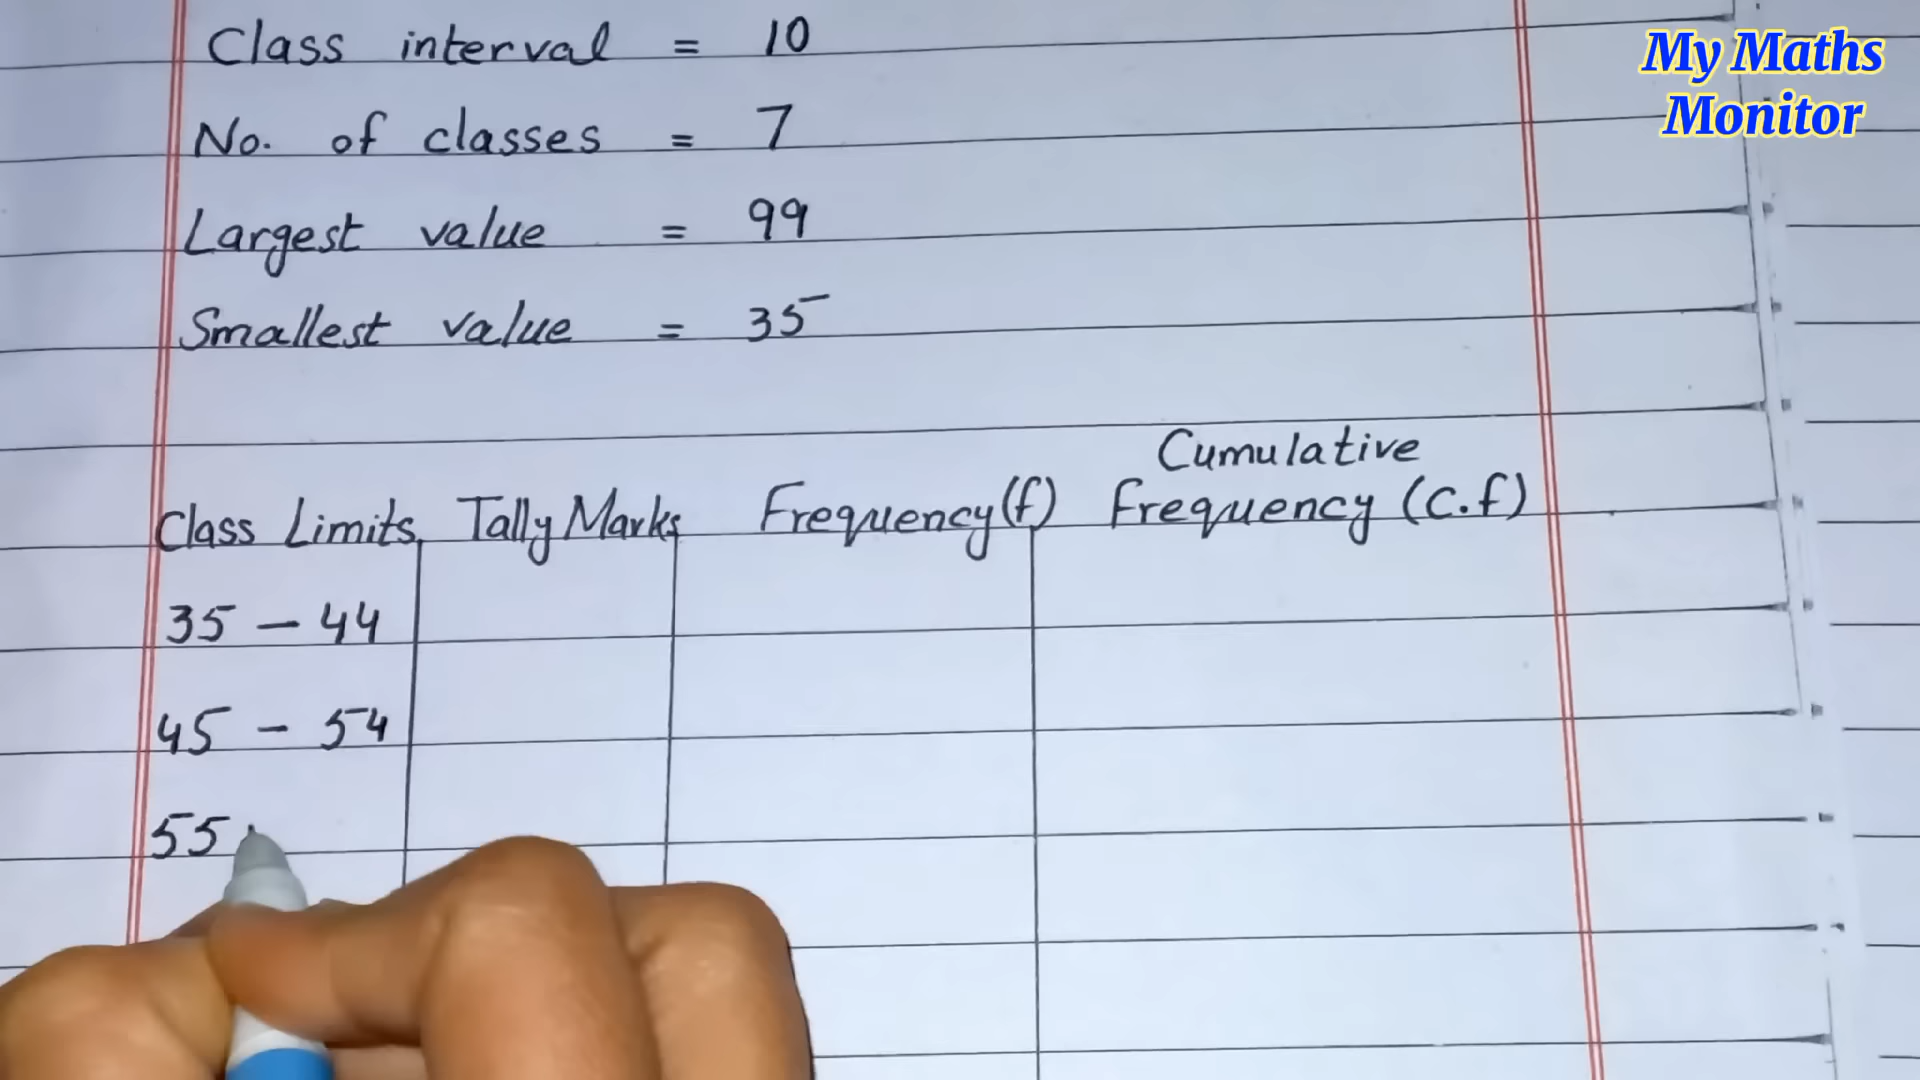 Class interval = 10
My Maths
Monitor
No. of classes = 7
Largest value = 99
Smallest value = 35
Class Limits Tally Marks Frequency (f) Cumulative Frequency (C.f)
35 - 44
45 - 54
55